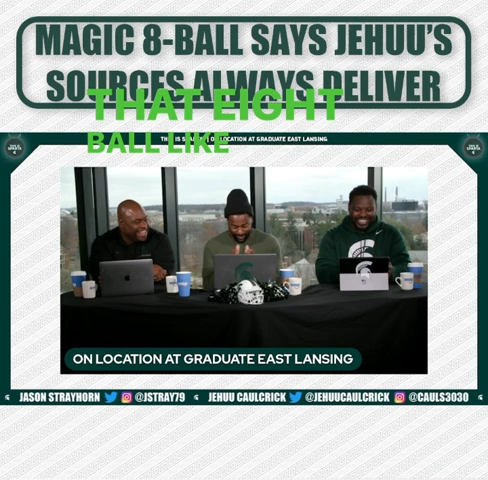 MAGIC 8-BALL SAYS JEHUU'S
SOURCES ALWAYS DELIVER
THAT EIGHT
BALL LIKE
ON LOCATION AT GRADUATE EAST LANSING
ON LOCATION AT GRADUATE EAST LANSING
JASON STRAYHORN @JSTRAY79 JEHUU CAULCRICK @JEHUUCAULCRICK @CAULS3030